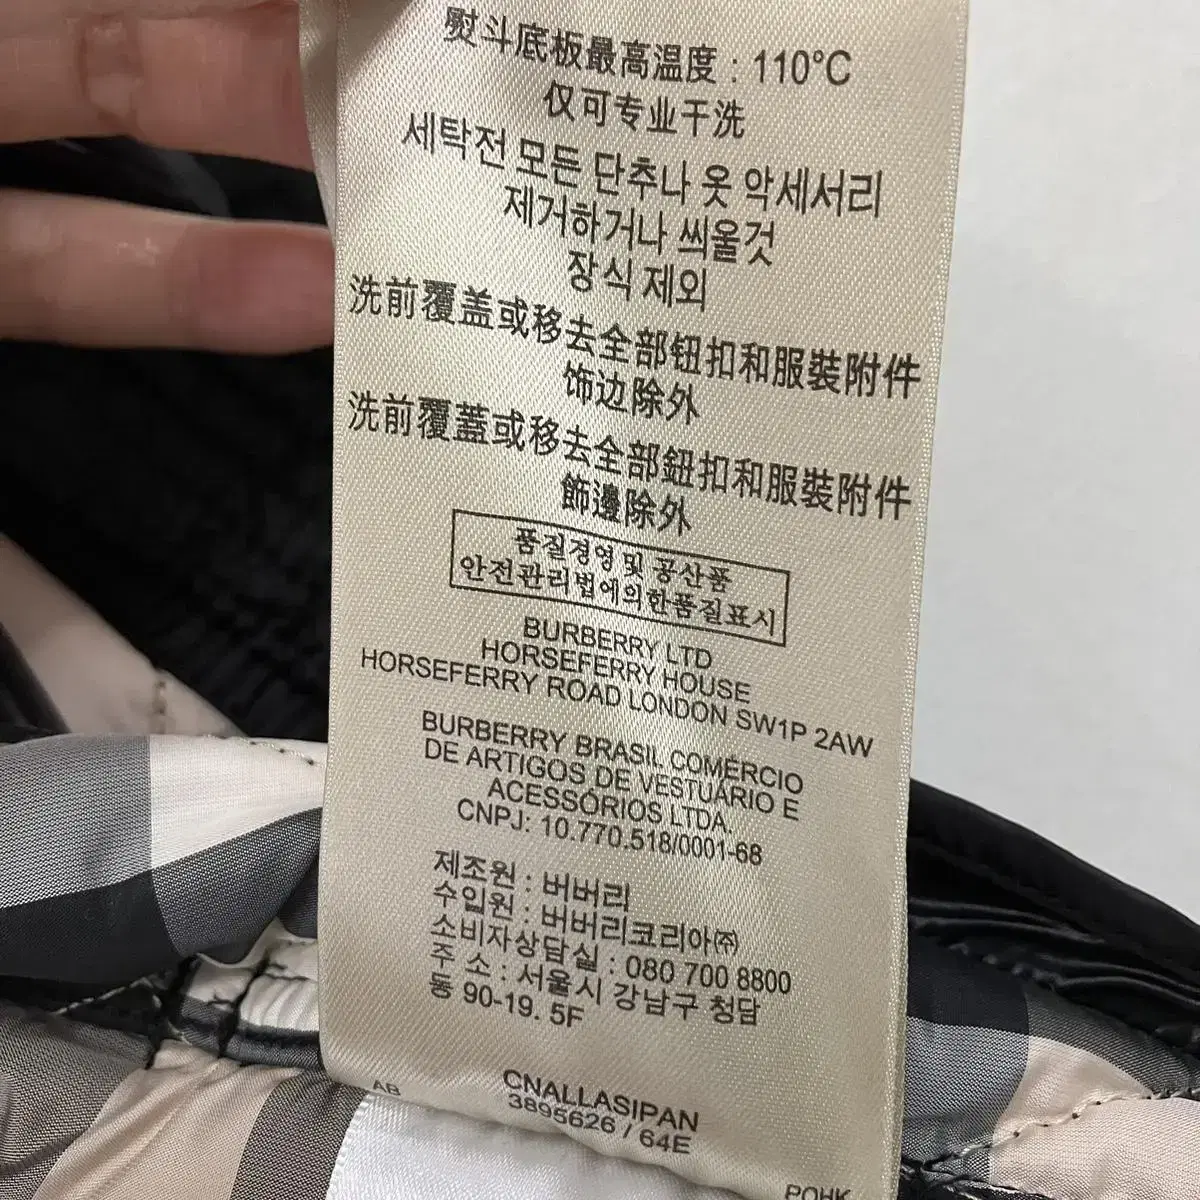 熨斗底板最高温度 : 110°C
仅可专业干洗
세탁전 모든 단추나 옷 악세서리
제거하거나 씌울것
장식 제외
洗前覆盖或移去全部钮扣和服装附件
饰边除外
洗前覆蓋或移去全部鈕扣和服裝附件
飾邊除外
품질경영 및 공산품
안전관리법에의한품질표시
BURBERRY LTD
HORSEFERRY HOUSE
HORSEFERRY ROAD LONDON SW1P 2AW
BURBERRY BRASIL COMÉRCIO
DE ARTIGOS DE VESTUÁRIO E
ACESSÓRIOS LTDA.
CNPJ: 10.770.518/0001-68
제조원 : 버버리
수입원 : 버버리코리아㈜
소비자상담실 : 080 700 8800
주 소 : 서울시 강남구 청담
동 90-19. 5F
CNALLASIPAN
3895626 / 64E
AB
POHK